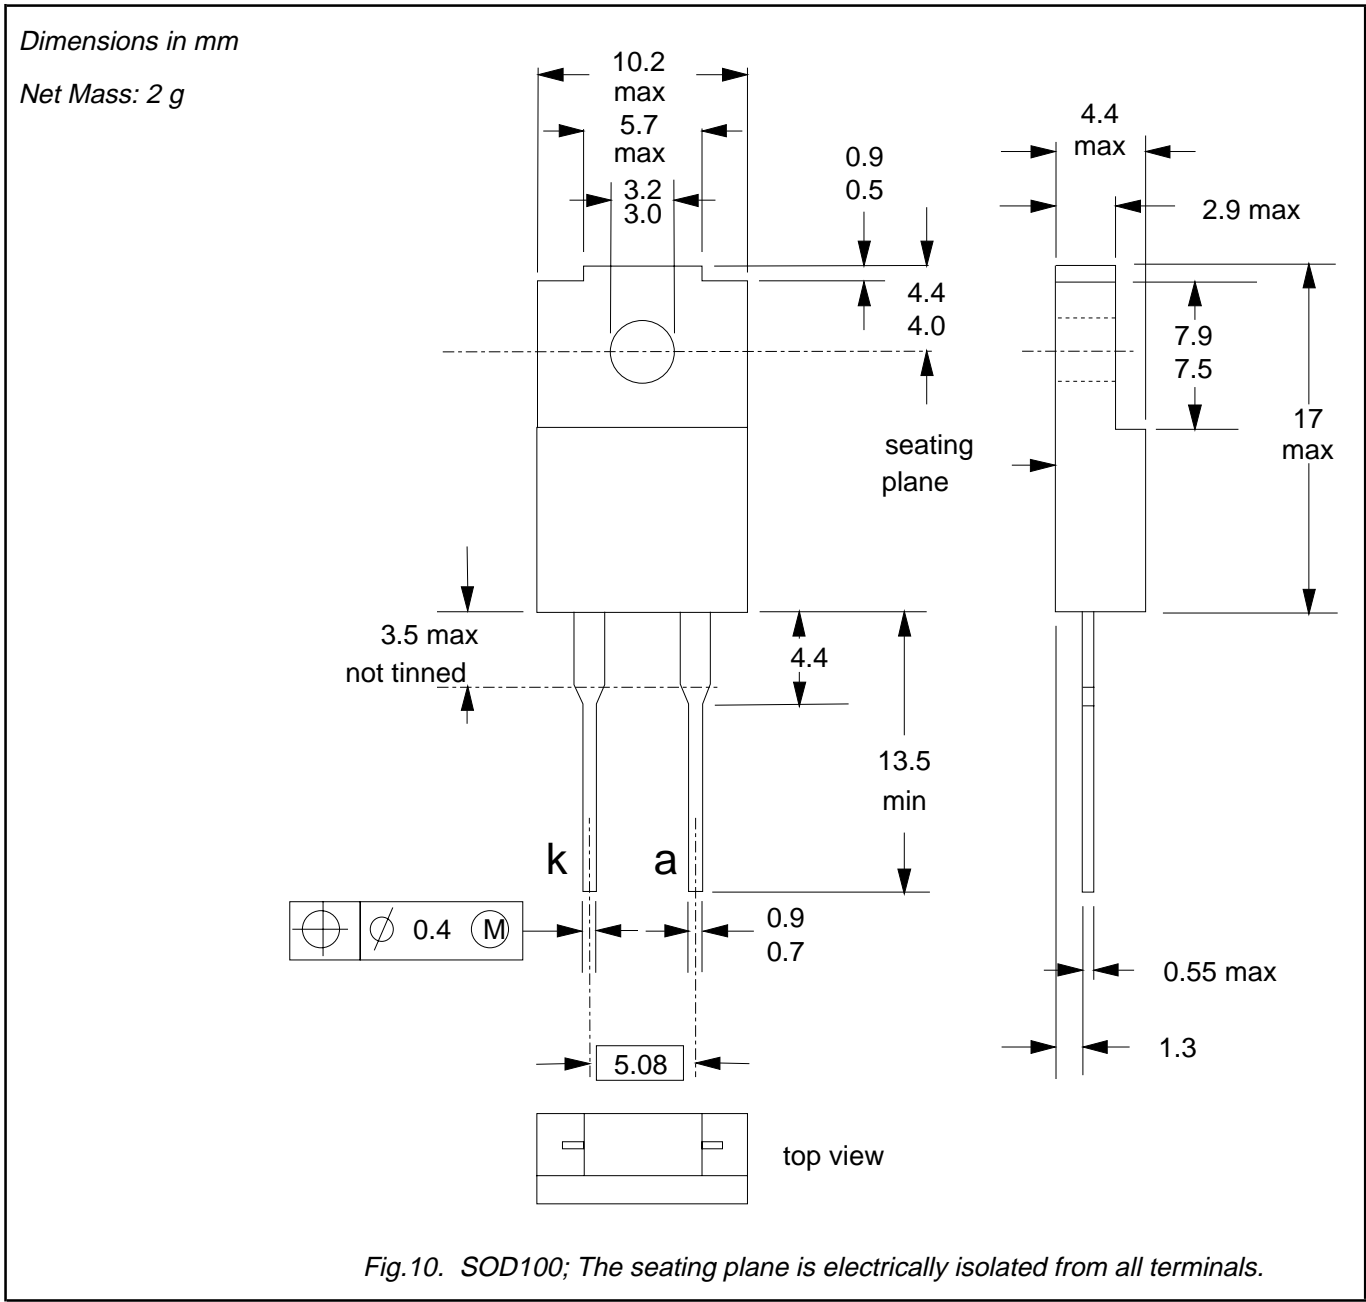 Dimensions in mm
Net Mass: 2 g
10.2
max
5.7
max
3.2
3.0
0.9
0.5
4.4
4.0
4.4
max
2.9 max
7.9
7.5
17
max
seating
plane
3.5 max
not tinned
4.4
13.5
min
k
a
0.4 M
0.9
0.7
0.55 max
1.3
5.08
top view
Fig.10. SOD100; The seating plane is electrically isolated from all terminals.